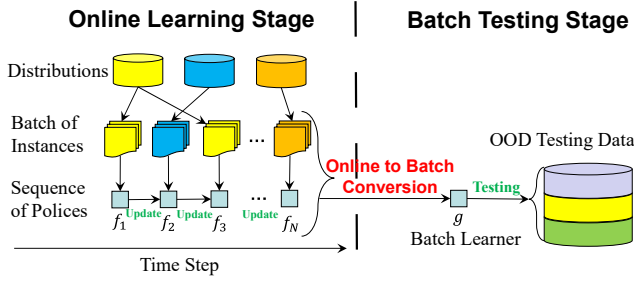 Online Learning Stage
Batch Testing Stage
Distributions
Batch of
Instances
...
OOD Testing Data
Online to Batch
Conversion
Sequence
of Polices
...
Update
Update
Update
Testing
f1
f2
f3
fN
g
Batch Learner
Time Step